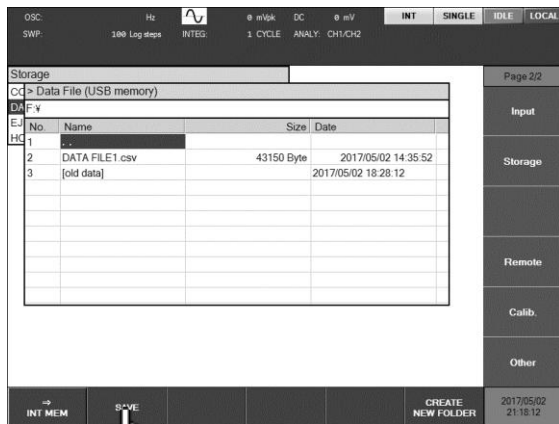 OSC: Hz 0 mVpk DC 0 mV INT SINGLE IDLE LOCAL
SWP: 100 Log steps INTEG: 1 CYCLE ANALY: CH1/CH2
Storage Page 2/2
> Data File (USB memory)
DA F:¥ Input
EJ No. Name Size Date
HC 1 ..
2 DATA FILE1.csv 43150 Byte 2017/05/02 14:35:52 Storage
3 [old data] 2017/05/02 18:28:12
Remote
Calib.
Other
⇒ INT MEM SAVE CREATE NEW FOLDER 2017/05/02 21:18:12